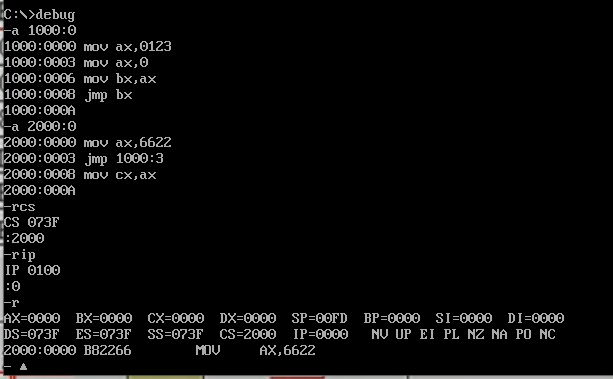 C:\>debug
-a 1000:0
1000:0000 mov ax,0123
1000:0003 mov ax,0
1000:0006 mov bx,ax
1000:0008 jmp bx
1000:000A
-a 2000:0
2000:0000 mov ax,6622
2000:0003 jmp 1000:3
2000:0008 mov cx,ax
2000:000A
-rcs
CS 073F
:2000
-rip
IP 0100
:0
-r
AX=0000  BX=0000  CX=0000  DX=0000  SP=00FD  BP=0000  SI=0000  DI=0000
DS=073F  ES=073F  SS=073F  CS=2000  IP=0000   NV UP EI PL NZ NA PO NC
2000:0000 B82266        MOV     AX,6622
-